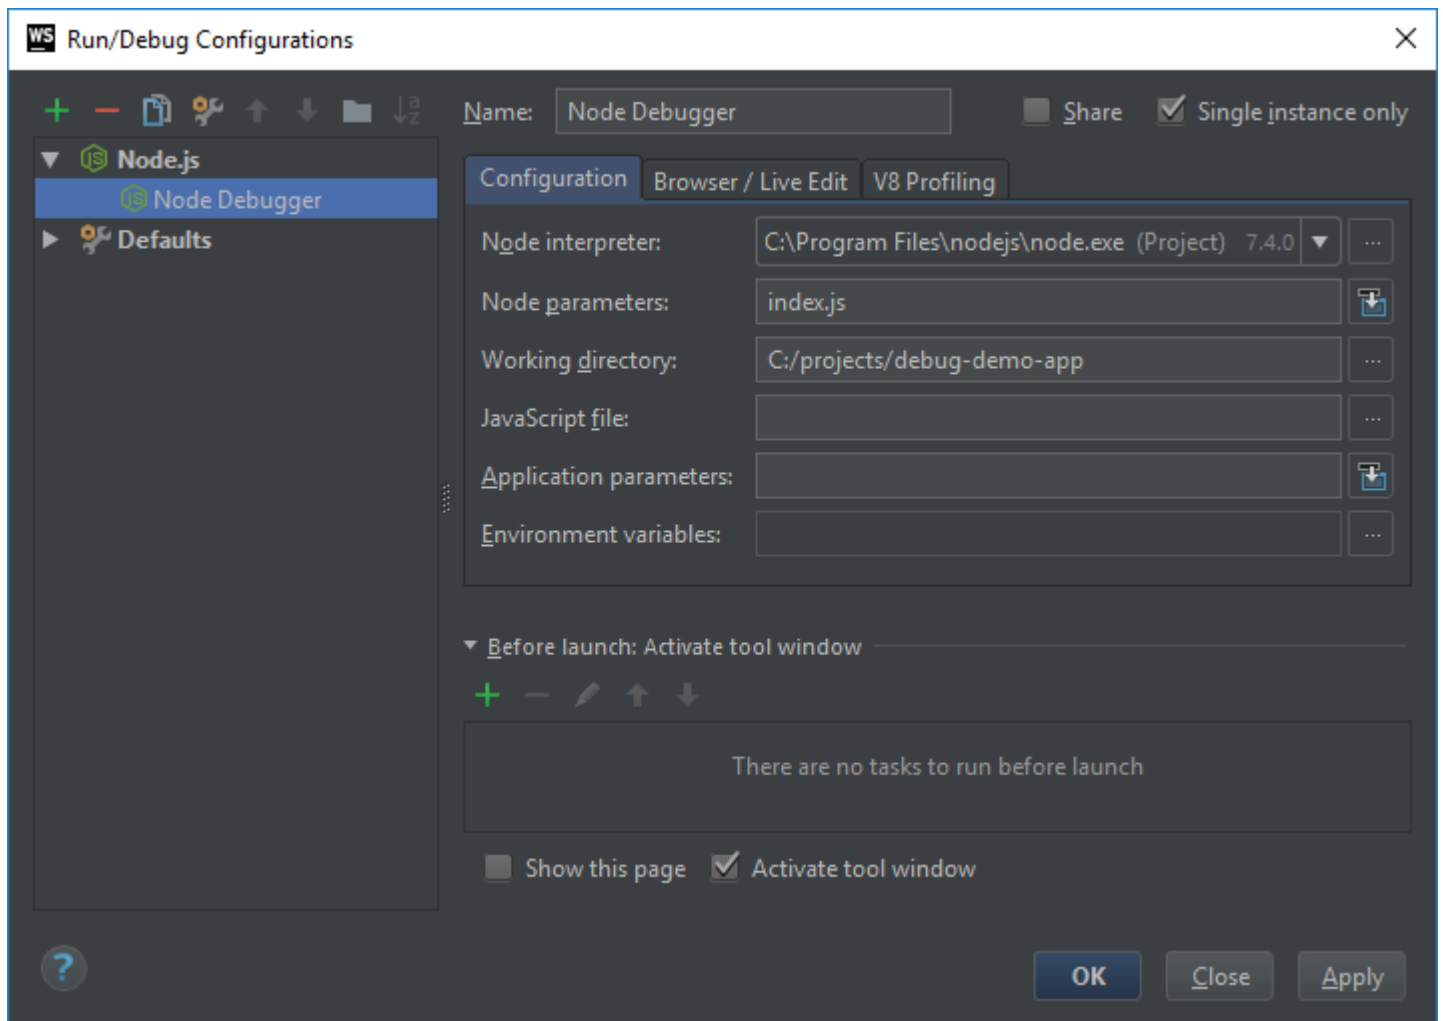 WS Run/Debug Configurations
Name: Node Debugger Share Single instance only
Node.js
Node Debugger
Defaults
Configuration Browser / Live Edit V8 Profiling
Node interpreter: C:\Program Files\nodejs\node.exe (Project) 7.4.0 ...
Node parameters: index.js
Working directory: C:/projects/debug-demo-app ...
JavaScript file: ...
Application parameters:
Environment variables: ...
Before launch: Activate tool window
There are no tasks to run before launch
Show this page Activate tool window
? OK Close Apply